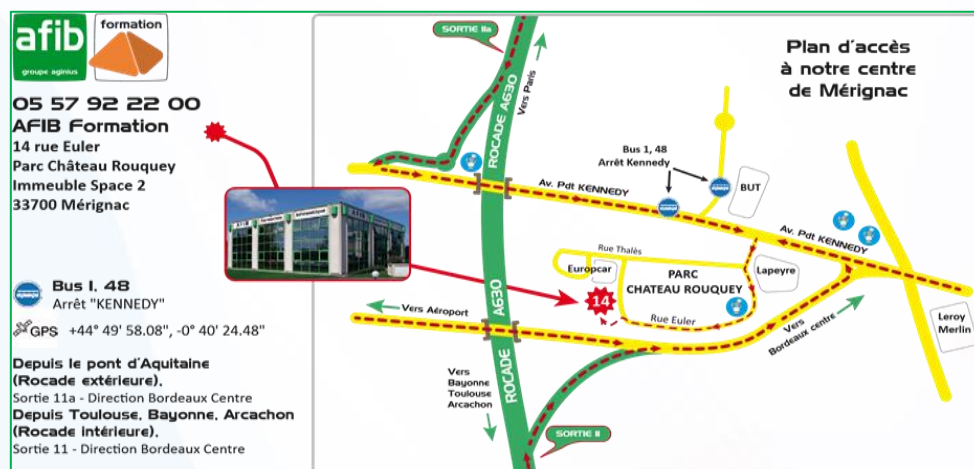 afib
groupe aginius
formation
05 57 92 22 00
AFIB Formation
14 rue Euler
Parc Château Rouquey
Immeuble Space 2
33700 Mérignac
Bus 1, 48
Arrêt "KENNEDY"
GPS +44° 49' 58.08", -0° 40' 24.48"
Depuis le pont d'Aquitaine
(Rocade extérieure),
Sortie 11a - Direction Bordeaux Centre
Depuis Toulouse, Bayonne, Arcachon
(Rocade intérieure),
Sortie 11 - Direction Bordeaux Centre
Plan d'accès
à notre centre
de Mérignac
SORTIE 11a
ROCADE A630
Vers Paris
Bus 1, 48
Arrêt Kennedy
BUT
Av. Pdt KENNEDY
Av. Pdt KENNEDY
Rue Thalès
Europcar
PARC
CHATEAU ROUQUEY
Lapeyre
14
Rue Euler
Vers Aéroport
Vers
Bordeaux centre
Leroy
Merlin
ROCADE A630
Vers
Bayonne
Toulouse
Arcachon
SORTIE 11
AFIB